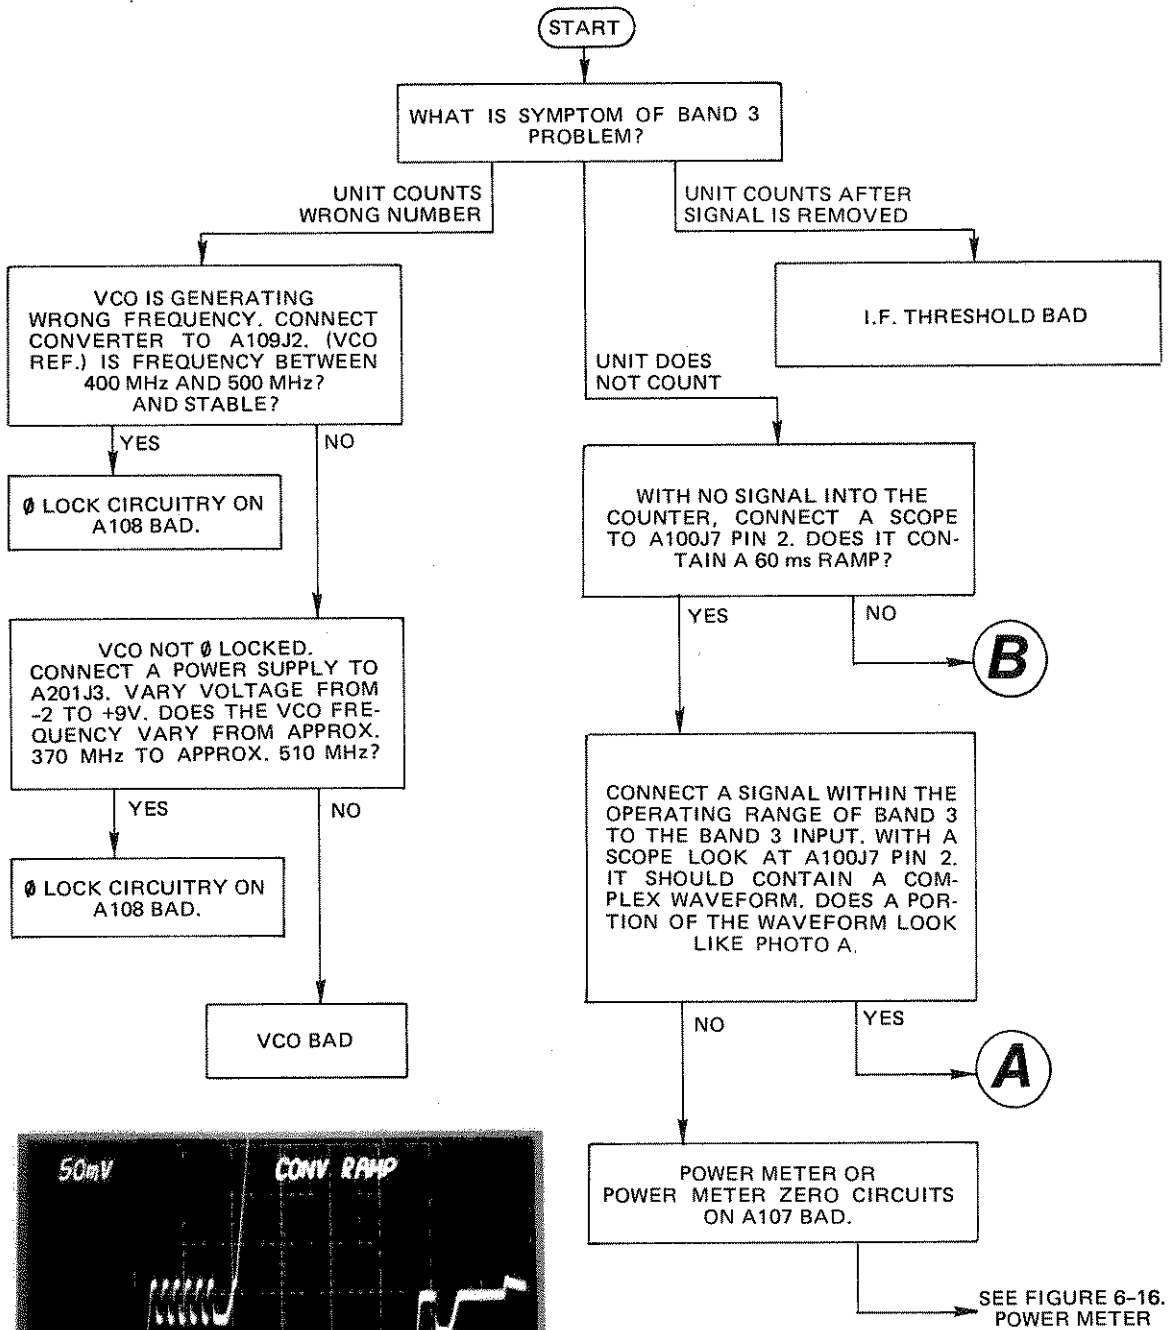 START
WHAT IS SYMPTOM OF BAND 3
PROBLEM?
UNIT COUNTS
WRONG NUMBER
UNIT COUNTS AFTER
SIGNAL IS REMOVED
VCO IS GENERATING
WRONG FREQUENCY. CONNECT
CONVERTER TO A109J2. (VCO
REF.) IS FREQUENCY BETWEEN
400 MHz AND 500 MHz?
AND STABLE?
I.F. THRESHOLD BAD
UNIT DOES
NOT COUNT
YES
NO
Ø LOCK CIRCUITRY ON
A108 BAD.
WITH NO SIGNAL INTO THE
COUNTER, CONNECT A SCOPE
TO A100J7 PIN 2. DOES IT CON-
TAIN A 60 ms RAMP?
YES
NO
B
VCO NOT Ø LOCKED.
CONNECT A POWER SUPPLY TO
A201J3. VARY VOLTAGE FROM
-2 TO +9V. DOES THE VCO FRE-
QUENCY VARY FROM APPROX.
370 MHz TO APPROX. 510 MHz?
YES
NO
Ø LOCK CIRCUITRY ON
A108 BAD.
CONNECT A SIGNAL WITHIN THE
OPERATING RANGE OF BAND 3
TO THE BAND 3 INPUT. WITH A
SCOPE LOOK AT A100J7 PIN 2.
IT SHOULD CONTAIN A COM-
PLEX WAVEFORM. DOES A POR-
TION OF THE WAVEFORM LOOK
LIKE PHOTO A.
VCO BAD
NO
YES
A
50mV
CONV RAMP
POWER METER OR
POWER METER ZERO CIRCUITS
ON A107 BAD.
SEE FIGURE 6-16.
POWER METER